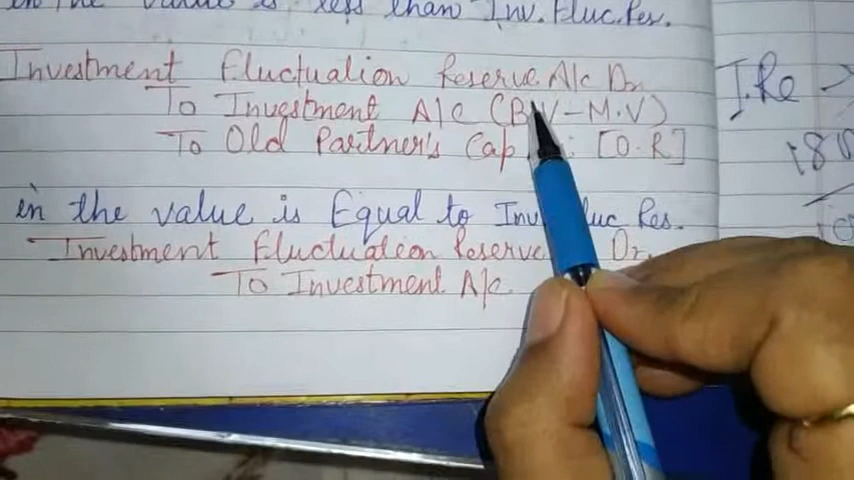 in the value is less than Inv. Fluc. Res.
Investment Fluctuation Reserve A/c Dr
To Investment A/c (BV-M.V)
To Old Partner's Cap : [O.R]
in the value is Equal to Inv Fluc Res.
Investment Fluctuation Reserve Dr.
To Investment A/c.
I.Re